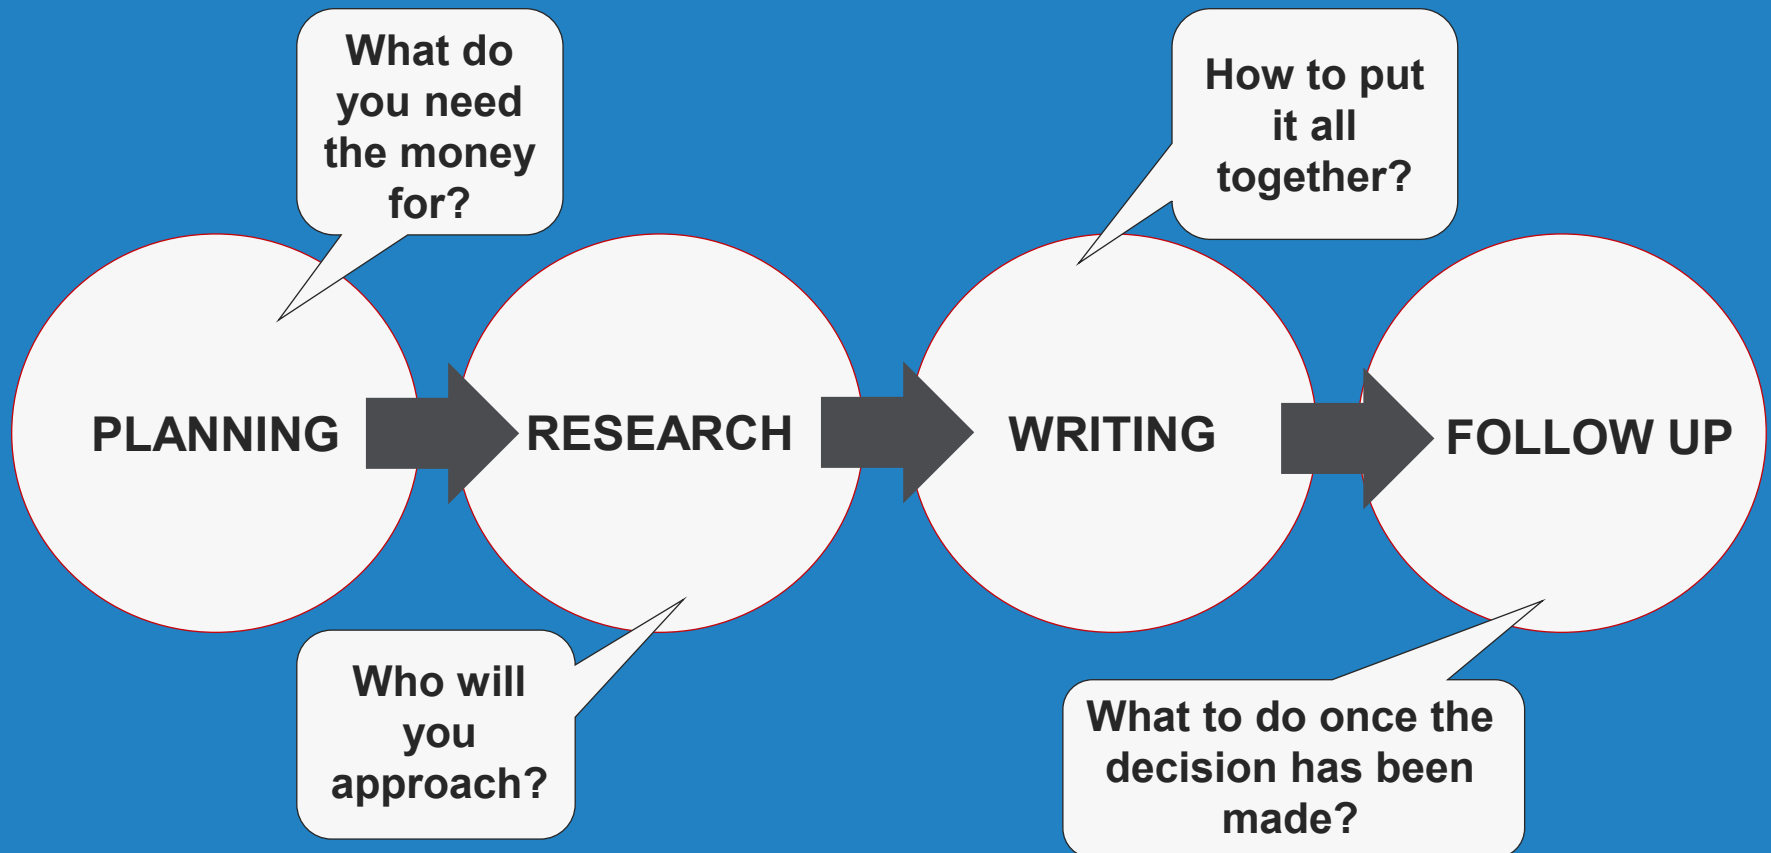 What do
you need
the money
for?
How to put
it all
together?
PLANNING
RESEARCH
WRITING
FOLLOW UP
Who will
you
approach?
What to do once the
decision has been
made?